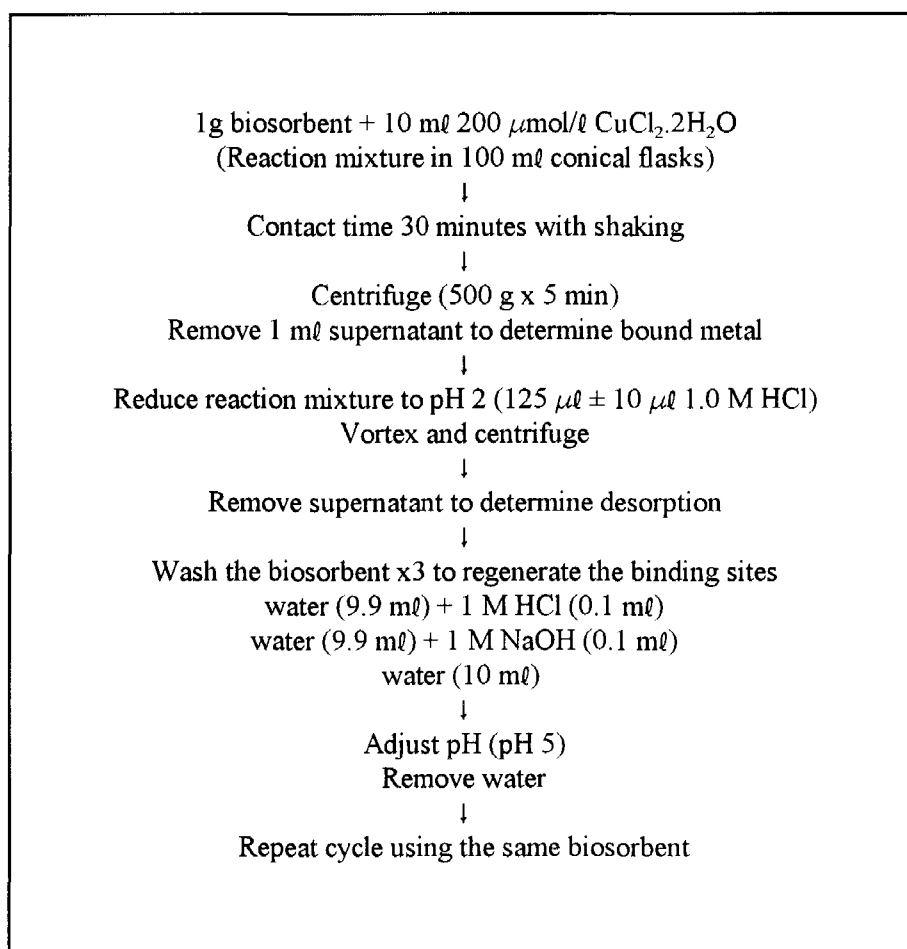 1g biosorbent + 10 mℓ 200 μmol/ℓ CuCl₂.2H₂O
(Reaction mixture in 100 mℓ conical flasks)
↓
Contact time 30 minutes with shaking
↓
Centrifuge (500 g x 5 min)
Remove 1 mℓ supernatant to determine bound metal
↓
Reduce reaction mixture to pH 2 (125 μℓ ± 10 μℓ 1.0 M HCl)
Vortex and centrifuge
↓
Remove supernatant to determine desorption
↓
Wash the biosorbent x3 to regenerate the binding sites
water (9.9 mℓ) + 1 M HCl (0.1 mℓ)
water (9.9 mℓ) + 1 M NaOH (0.1 mℓ)
water (10 mℓ)
↓
Adjust pH (pH 5)
Remove water
↓
Repeat cycle using the same biosorbent